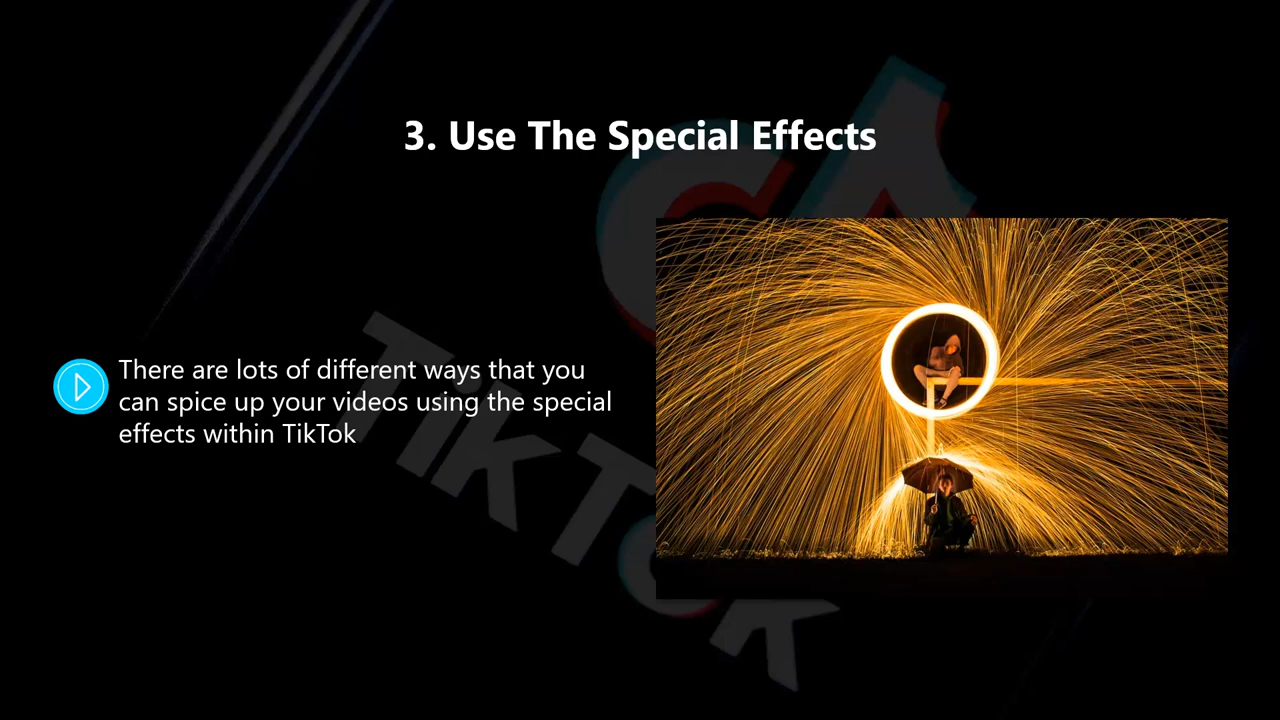 3. Use The Special Effects
There are lots of different ways that you
can spice up your videos using the special
effects within TikTok
TikTok